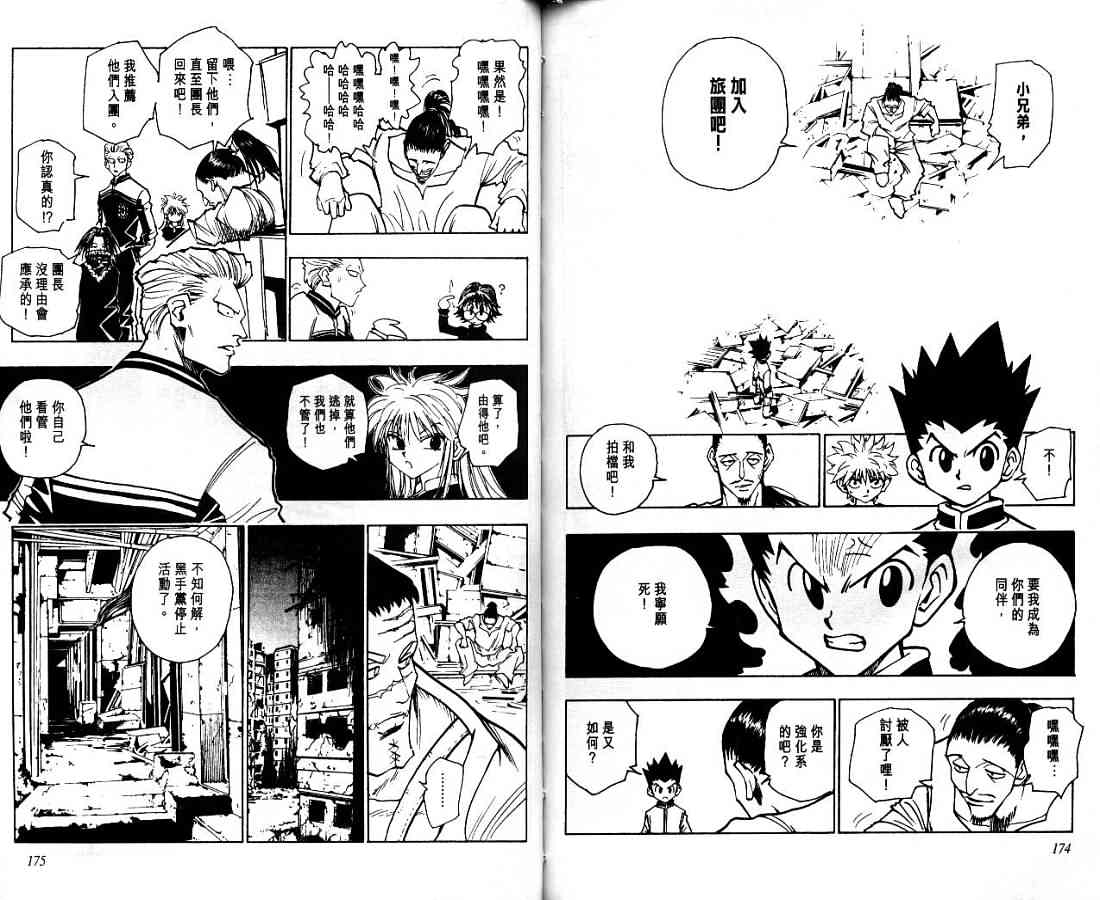 小兄弟，
加入
旅團吧！
不！
和我
拍檔吧！
要我成為
你們的
同伴，
我寧願
死！
嘿嘿嘿…
被人
討厭了哩！
你是
強化系
的吧？
是又
如何？
174
果然是！
嘿嘿嘿嘿！
嘿！嘿！嘿！
嘿嘿嘿哈
哈哈哈哈
哈——哈哈！
喂…
留下他們，
直至團長
回來吧！
我推薦
他們入團。
你認真的!?
團長
沒理由會
應承的！
?
算了，
由得他吧。
就算他們
逃掉，
我們也
不管了！
你自己
看管
他們啦！
………
不知何解，
黑手黨停止
活動了。
175